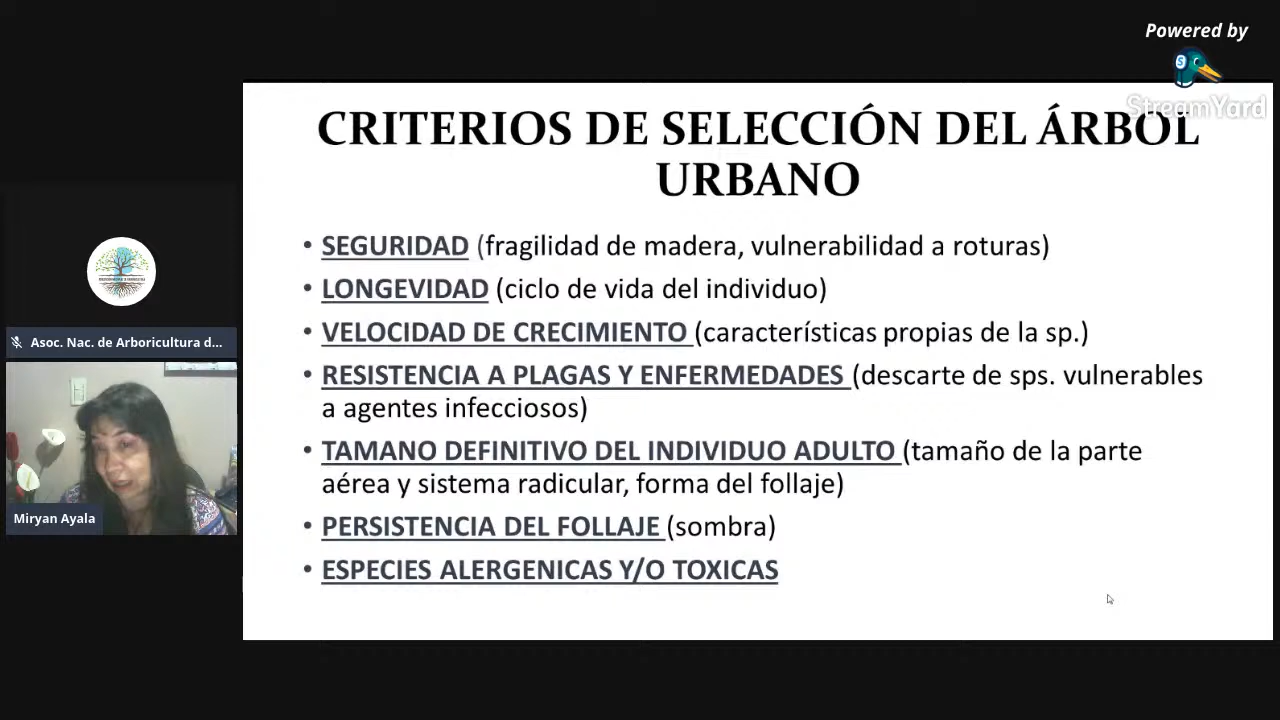 Powered by
StreamYard
CRITERIOS DE SELECCIÓN DEL ÁRBOL
URBANO
• SEGURIDAD (fragilidad de madera, vulnerabilidad a roturas)
• LONGEVIDAD (ciclo de vida del individuo)
• VELOCIDAD DE CRECIMIENTO (características propias de la sp.)
• RESISTENCIA A PLAGAS Y ENFERMEDADES (descarte de sps. vulnerables
a agentes infecciosos)
• TAMANO DEFINITIVO DEL INDIVIDUO ADULTO (tamaño de la parte
aérea y sistema radicular, forma del follaje)
• PERSISTENCIA DEL FOLLAJE (sombra)
• ESPECIES ALERGENICAS Y/O TOXICAS
Asoc. Nac. de Arboricultura d...
Miryan Ayala